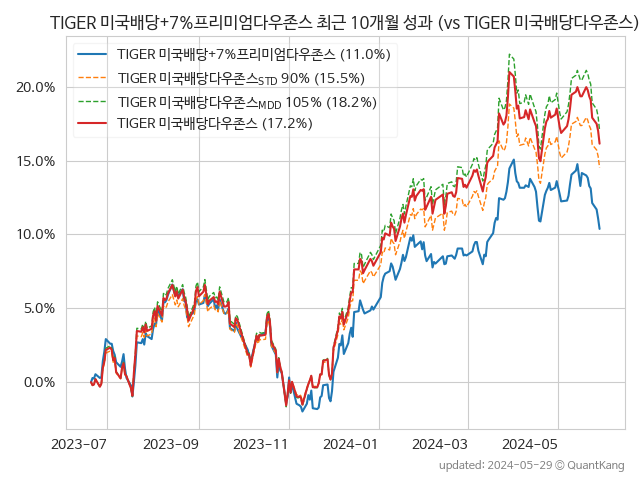 TIGER 미국배당+7%프리미엄다우존스 최근 10개월 성과 (vs TIGER 미국배당다우존스)
TIGER 미국배당+7%프리미엄다우존스 (11.0%)
TIGER 미국배당다우존스STD 90% (15.5%)
TIGER 미국배당다우존스MDD 105% (18.2%)
TIGER 미국배당다우존스 (17.2%)
20.0%
15.0%
10.0%
5.0%
0.0%
2023-07 2023-09 2023-11 2024-01 2024-03 2024-05
updated: 2024-05-29 © QuantKang